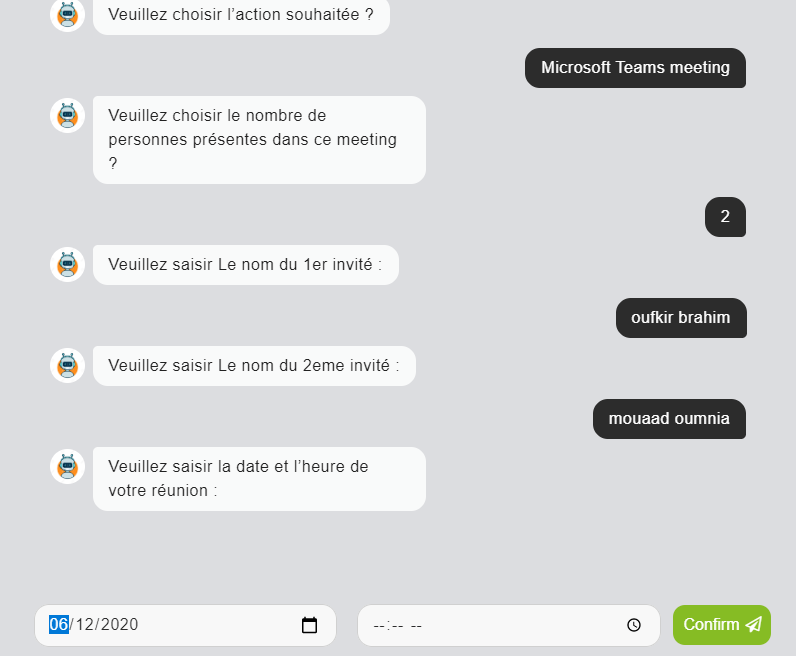 Veuillez choisir l'action souhaitée ?
Microsoft Teams meeting
Veuillez choisir le nombre de
personnes présentes dans ce meeting
?
2
Veuillez saisir Le nom du 1er invité :
oufkir brahim
Veuillez saisir Le nom du 2eme invité :
mouaad oumnia
Veuillez saisir la date et l'heure de
votre réunion :
06/12/2020
--:-- --
Confirm